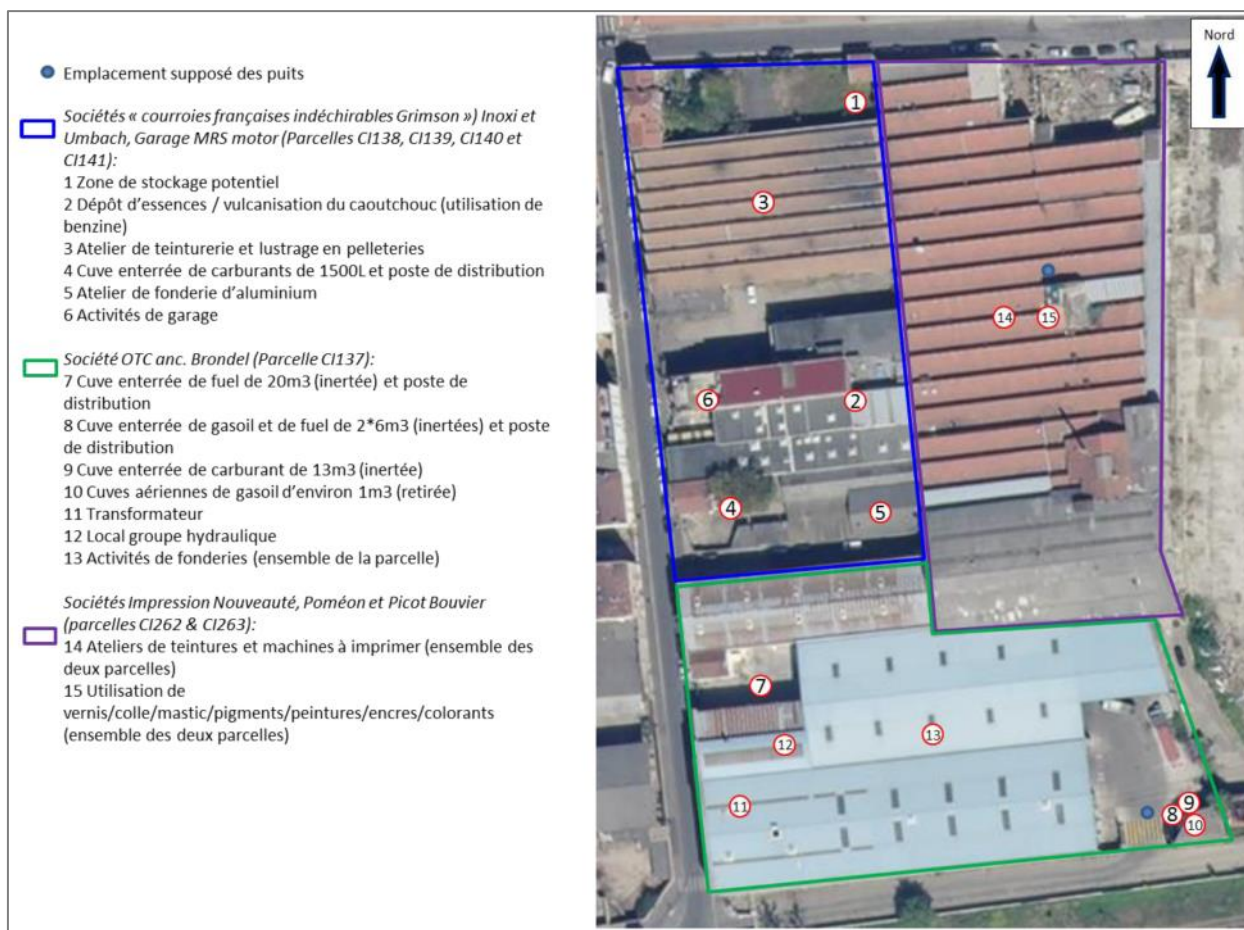 Emplacement supposé des puits
Sociétés « courroies françaises indéchirables Grimson ») Inoxi et
Umbach, Garage MRS motor (Parcelles CI138, CI139, CI140 et
CI141):
1 Zone de stockage potentiel
2 Dépôt d'essences / vulcanisation du caoutchouc (utilisation de
benzine)
3 Atelier de teinturerie et lustrage en pelleteries
4 Cuve enterrée de carburants de 1500L et poste de distribution
5 Atelier de fonderie d'aluminium
6 Activités de garage
Société OTC anc. Brondel (Parcelle CI137):
7 Cuve enterrée de fuel de 20m3 (inertée) et poste de
distribution
8 Cuve enterrée de gasoil et de fuel de 2*6m3 (inertées) et poste
de distribution
9 Cuve enterrée de carburant de 13m3 (inertée)
10 Cuves aériennes de gasoil d'environ 1m3 (retirée)
11 Transformateur
12 Local groupe hydraulique
13 Activités de fonderies (ensemble de la parcelle)
Sociétés Impression Nouveauté, Poméon et Picot Bouvier
(parcelles CI262 & CI263):
14 Ateliers de teintures et machines à imprimer (ensemble des
deux parcelles)
15 Utilisation de
vernis/colle/mastic/pigments/peintures/encres/colorants
(ensemble des deux parcelles)
Nord
1
3
14
15
6
2
4
5
7
12
13
11
9
8
10